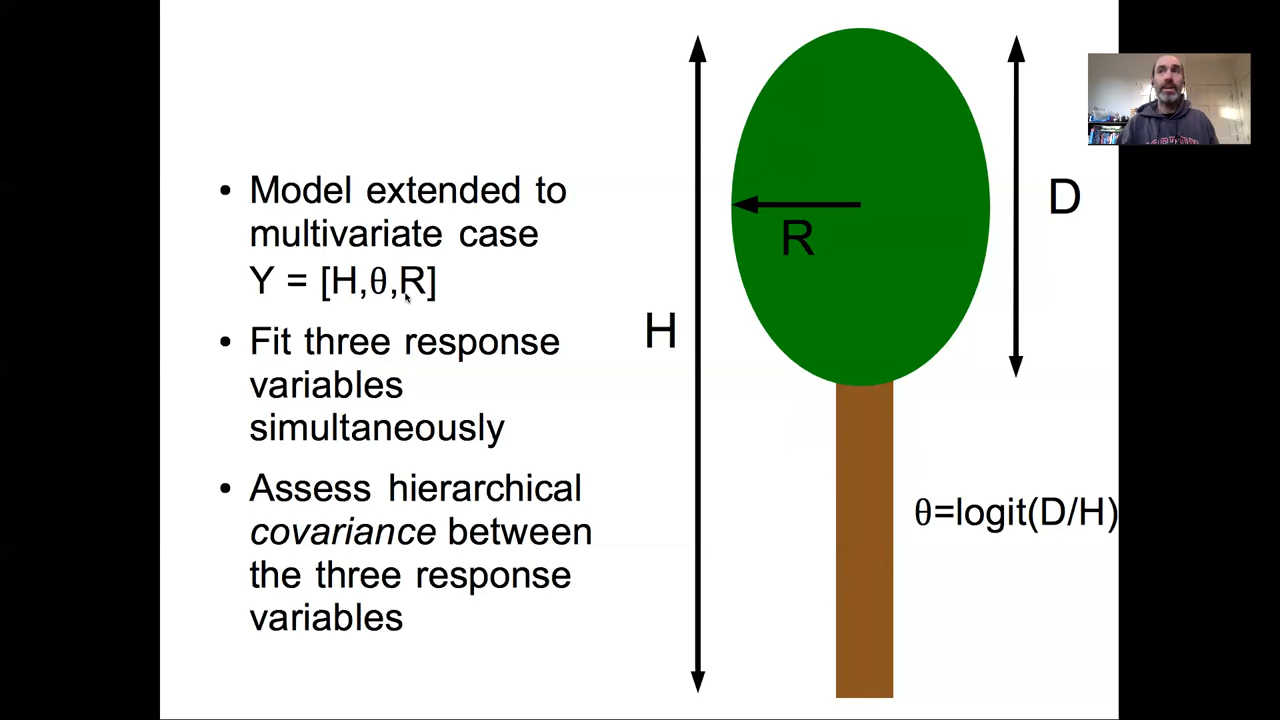 • Model extended to
multivariate case
Y = [H,θ,R]
• Fit three response
variables
simultaneously
• Assess hierarchical
covariance between
the three response
variables
H
R
D
θ=logit(D/H)